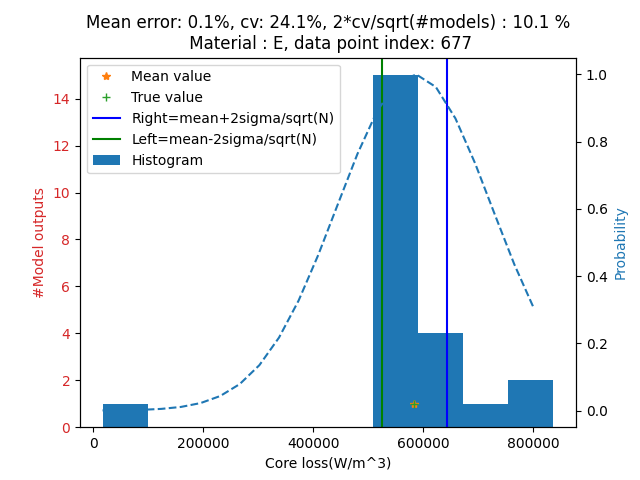 Mean error: 0.1%, cv: 24.1%, 2*cv/sqrt(#models) : 10.1 %
Material : E, data point index: 677
Mean value
True value
Right=mean+2sigma/sqrt(N)
Left=mean-2sigma/sqrt(N)
Histogram
#Model outputs
14
12
10
8
6
4
2
0
1.0
0.8
0.6
0.4
0.2
0.0
Probability
0
200000
400000
600000
800000
Core loss(W/m^3)